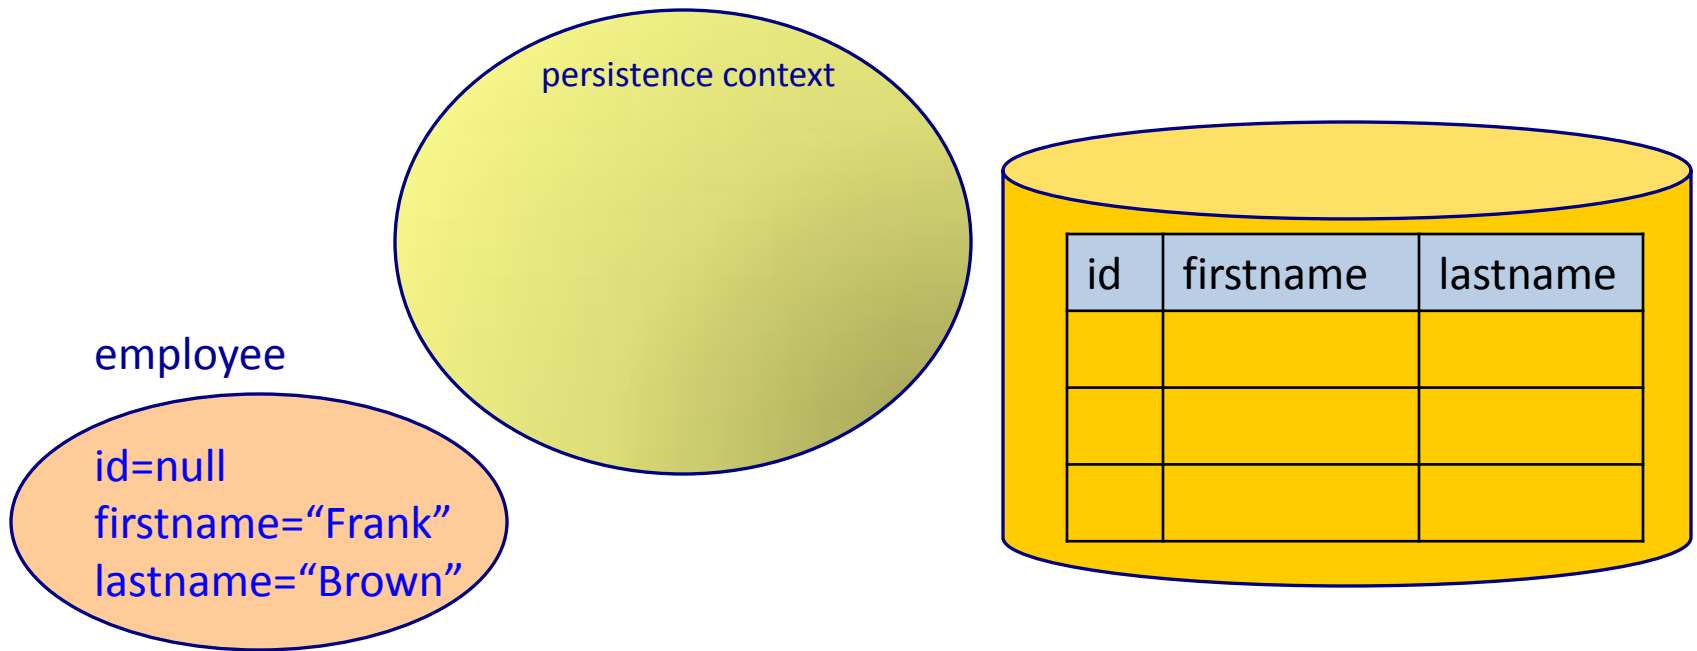 persistence context
id firstname lastname
employee
id=null
firstname=“Frank”
lastname=“Brown”